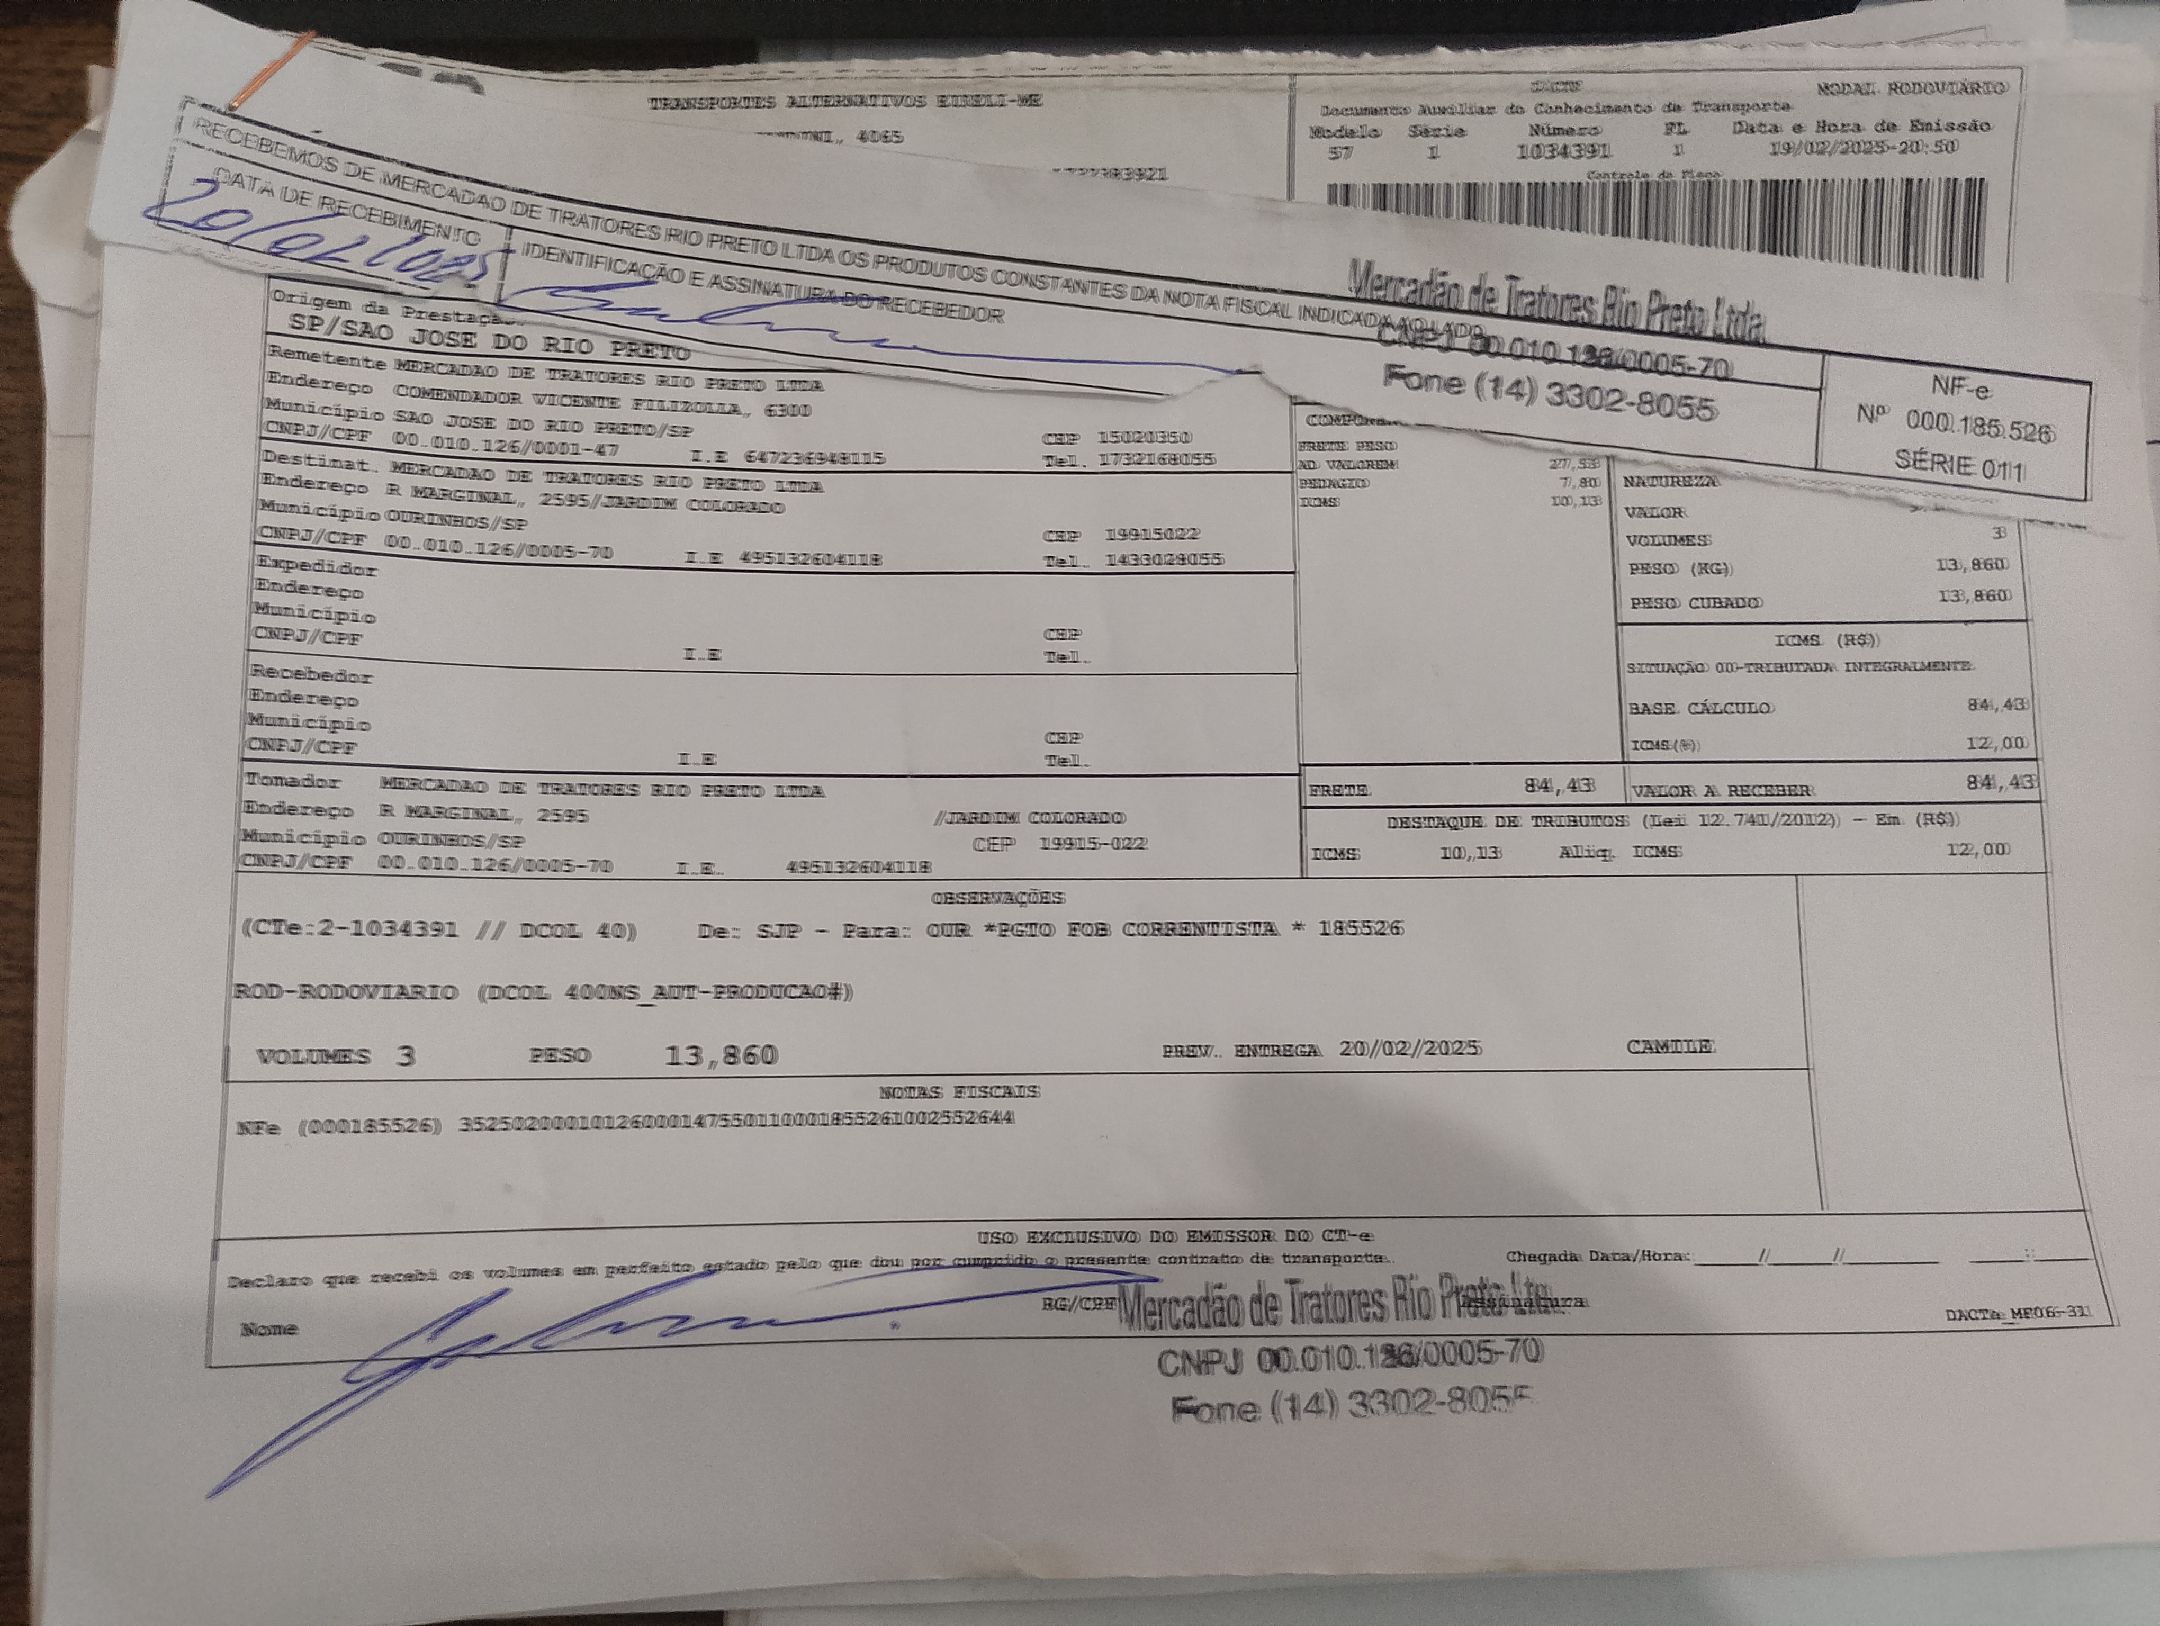 TRANSPORTES ALTERNATIVOS EIRELI-ME
4065
DACTE
MODAL RODOVIÁRIO
Documento Auxiliar do Conhecimento de Transporte
Modelo Série Número FL Data e Hora de Emissão
57 1 1034391 1 19/02/2025-20:50
Controle do Fisco
RECEBEMOS DE MERCADAO DE TRATORES RIO PRETO LTDA OS PRODUTOS CONSTANTES DA NOTA FISCAL INDICADA AO LADO
DATA DE RECEBIMENTO
IDENTIFICAÇÃO E ASSINATURA DO RECEBEDOR
Mercadão de Tratores Rio Preto Ltda.
CNPJ 00.010.126/0005-70
Fone (14) 3302-8055
NF-e
Nº 000.185.526
SÉRIE 011
Origem da Prestação
SP/SAO JOSE DO RIO PRETO
Remetente MERCADAO DE TRATORES RIO PRETO LTDA
Endereço COMENDADOR VICENTE FILIZOLLA, 6300
Município SAO JOSE DO RIO PRETO/SP CEP 15020350
CNPJ/CPF 00.010.126/0001-47 I.E 647236948115 Tel. 1732168055
Destinat. MERCADAO DE TRATORES RIO PRETO LTDA
Endereço R MARGINAL, 2595/JARDIM COLORADO
Município OURINHOS/SP CEP 19915022
CNPJ/CPF 00.010.126/0005-70 I.E 495132604118 Tel. 1433028055
Expedidor
Endereço
Município CEP
CNPJ/CPF I.E Tel.
Recebedor
Endereço
Município CEP
CNPJ/CPF I.E Tel.
Tomador MERCADAO DE TRATORES RIO PRETO LTDA
Endereço R MARGINAL, 2595 //JARDIM COLORADO
Município OURINHOS/SP CEP 19915-022
CNPJ/CPF 00.010.126/0005-70 I.E. 495132604118
FRETE PESO
AD VALOREM 27,53
PEDAGIO 7,80
ICMS 10,13
NATUREZA
VALOR
VOLUMES 3
PESO (KG) 13,860
PESO CUBADO 13,860
ICMS (R$)
SITUAÇÃO 00-TRIBUTADA INTEGRALMENTE
BASE CÁLCULO 84,43
ICMS(%) 12,00
FRETE 84,43 VALOR A RECEBER 84,43
DESTAQUE DE TRIBUTOS (Lei 12.741/2012) - Em (R$)
ICMS 10,13 Aliq. ICMS 12,00
OBSERVAÇÕES
(CTe:2-1034391 // DCOL 40) De: SJP - Para: OUR *PGTO FOB CORRENTISTA * 185526
ROD-RODOVIARIO (DCOL 400NS_AUT-PRODUCAO#)
VOLUMES 3 PESO 13,860 PREV. ENTREGA 20/02/2025 CAMILE
NOTAS FISCAIS
NFe (000185526) 35250200010126000147550110001855261002552644
USO EXCLUSIVO DO EMISSOR DO CT-e
Declaro que recebi os volumes em perfeito estado pelo que dou por cumprido o presente contrato de transporte. Chegada Data/Hora: ____/____/____ ____:____
Nome RG/CPF Assinatura
Mercadão de Tratores Rio Preto Ltd
CNPJ 00.010.126/0005-70
Fone (14) 3302-8055
DACTe_MF06-31